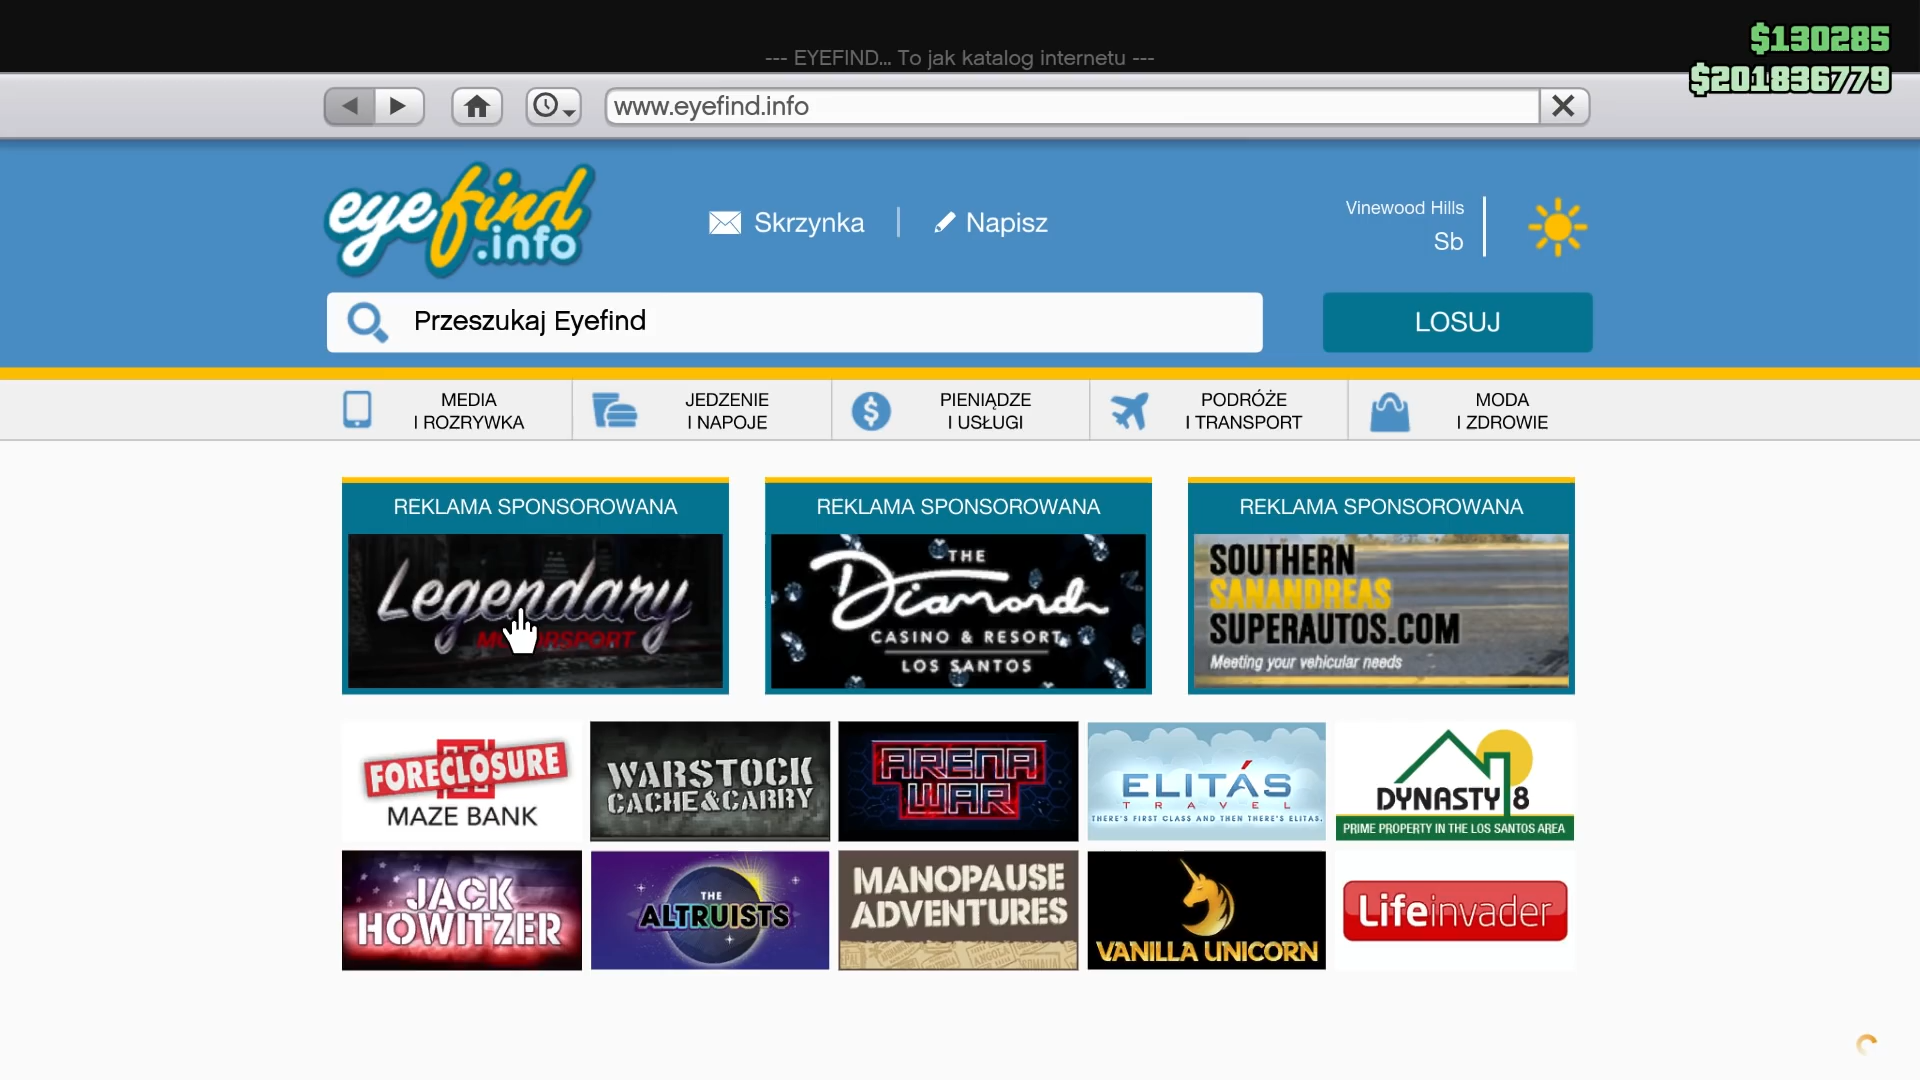 $130285
--- EYEFIND... To jak katalog internetu ---
$201836779
www.eyefind.info
eyefind
.info
Skrzynka
Napisz
Vinewood Hills
Sb
Przeszukaj Eyefind
LOSUJ
MEDIA
I ROZRYWKA
JEDZENIE
I NAPOJE
PIENIĄDZE
I USŁUGI
PODRÓŻE
I TRANSPORT
MODA
I ZDROWIE
REKLAMA SPONSOROWANA
Legendary
MOTORSPORT
REKLAMA SPONSOROWANA
THE
Diamond
CASINO & RESORT
LOS SANTOS
REKLAMA SPONSOROWANA
SOUTHERN
SANANDREAS
SUPERAUTOS.COM
Meeting your vehicular needs
FORECLOSURE
MAZE BANK
WARSTOCK
CACHE&CARRY
ARENA
WAR
ELITÁS
TRAVEL
THERE'S FIRST CLASS AND THEN THERE'S ELITAS.
DYNASTY 8
PRIME PROPERTY IN THE LOS SANTOS AREA
JACK
HOWITZER
THE
ALTRUISTS
MANOPAUSE
ADVENTURES
ANGOLA
SOMALIA
VANILLA UNICORN
Lifeinvader